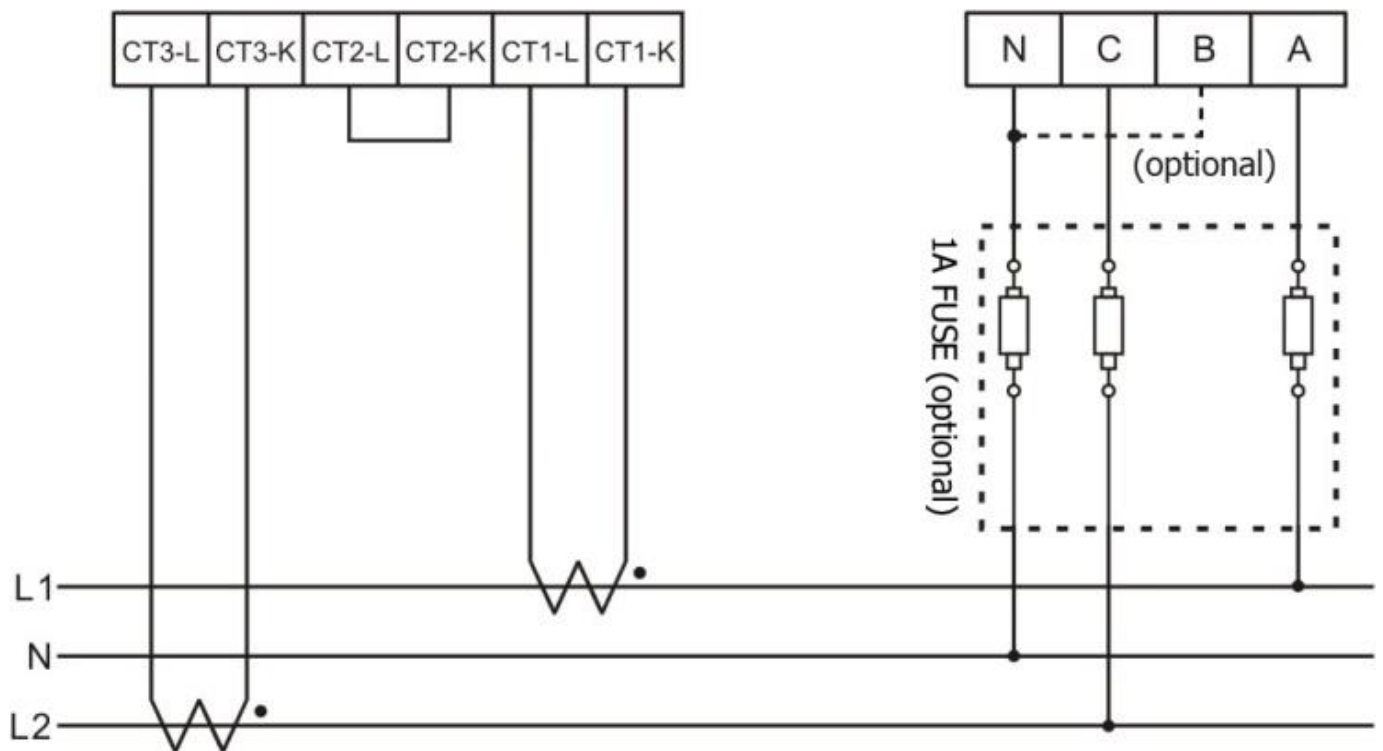 CT3-L CT3-K CT2-L CT2-K CT1-L CT1-K
N C B A
(optional)
1A FUSE (optional)
L1
N
L2